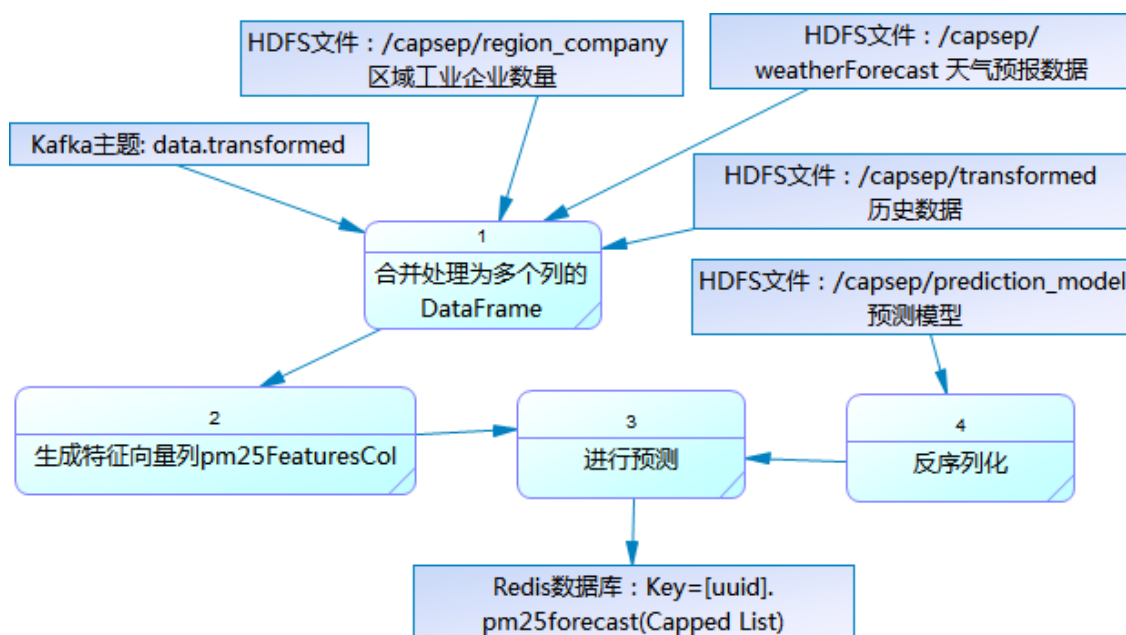 HDFS文件：/capsep/region_company
区域工业企业数量
HDFS文件：/capsep/
weatherForecast 天气预报数据
Kafka主题: data.transformed
HDFS文件：/capsep/transformed
历史数据
1
合并处理为多个列的
DataFrame
HDFS文件：/capsep/prediction_model
预测模型
2
生成特征向量列pm25FeaturesCol
3
进行预测
4
反序列化
Redis数据库：Key=[uuid].
pm25forecast(Capped List)